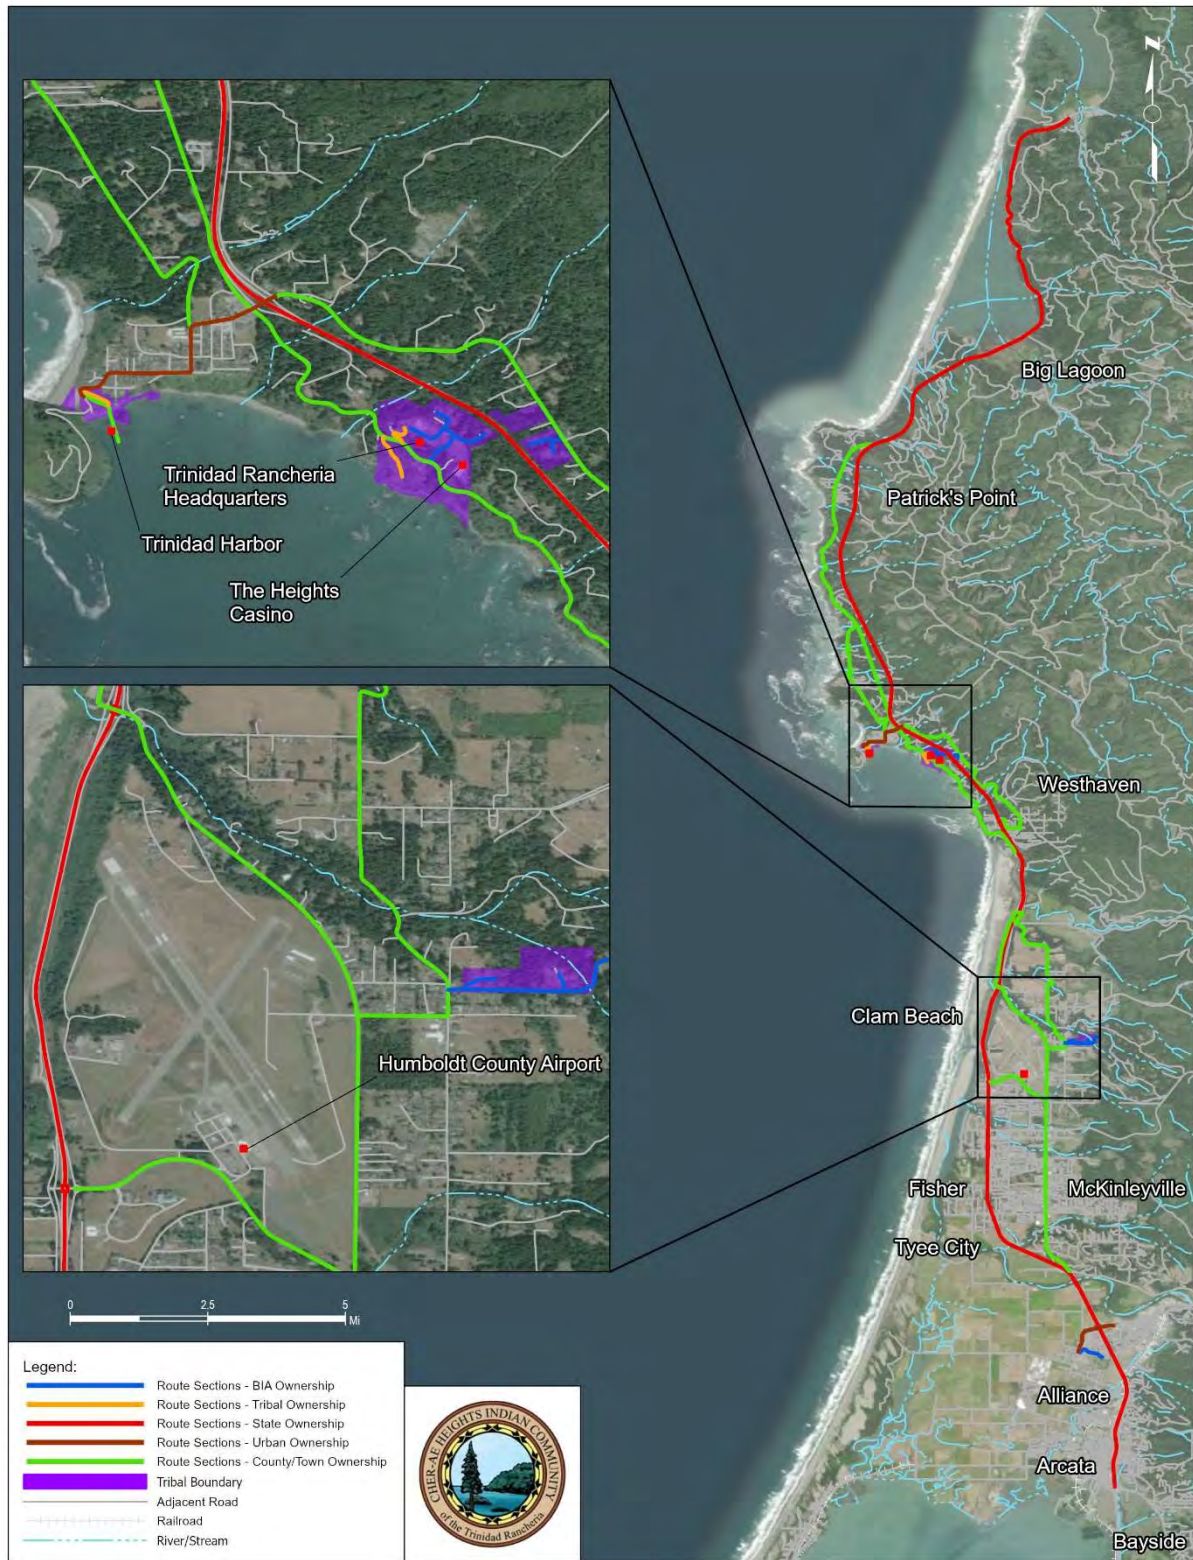 N
Big Lagoon
Patrick's Point
Trinidad Rancheria
Headquarters
Trinidad Harbor
The Heights
Casino
Westhaven
Clam Beach
Humboldt County Airport
Fisher
McKinleyville
Tyee City
0 2.5 5
Mi
Legend:
Route Sections - BIA Ownership
Route Sections - Tribal Ownership
Route Sections - State Ownership
Route Sections - Urban Ownership
Route Sections - County/Town Ownership
Tribal Boundary
Adjacent Road
Railroad
River/Stream
CHER-AE HEIGHTS INDIAN COMMUNITY
of the Trinidad Rancheria
Alliance
Arcata
Bayside